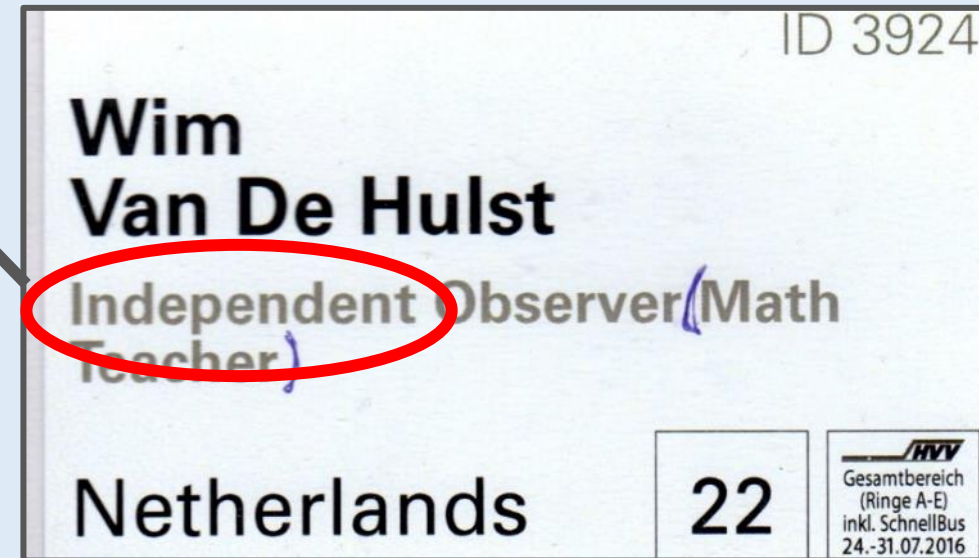 ID 3924
Wim
Van De Hulst
Independent Observer(Math
Teacher)
Netherlands
22
HVV
Gesamtbereich
(Ringe A-E)
inkl. SchnellBus
24.-31.07.2016